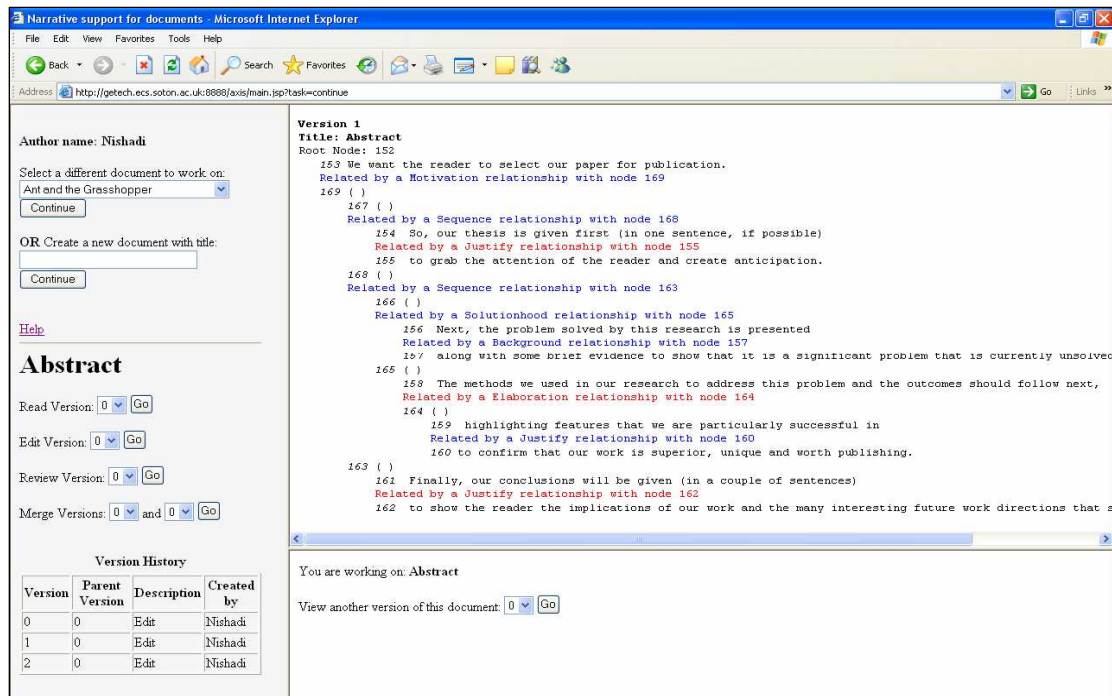 Narrative support for documents - Microsoft Internet Explorer
File Edit View Favorites Tools Help
Back Search Favorites
Address http://getech.ecs.soton.ac.uk:8888/axis/main.jsp?task=continue Go Links »
Author name: Nishadi
Select a different document to work on:
Ant and the Grasshopper
Continue
OR Create a new document with title:
Continue
Help
Abstract
Read Version: 0 Go
Edit Version: 0 Go
Review Version: 0 Go
Merge Versions: 0 and 0 Go
Version History
Version Parent Version Description Created by
0 0 Edit Nishadi
1 0 Edit Nishadi
2 0 Edit Nishadi
Version 1
Title: Abstract
Root Node: 152
153 We want the reader to select our paper for publication.
Related by a Motivation relationship with node 169
169 ( )
167 ( )
Related by a Sequence relationship with node 168
154 So, our thesis is given first (in one sentence, if possible)
Related by a Justify relationship with node 155
155 to grab the attention of the reader and create anticipation.
168 ( )
Related by a Sequence relationship with node 163
166 ( )
Related by a Solutionhood relationship with node 165
156 Next, the problem solved by this research is presented
Related by a Background relationship with node 157
157 along with some brief evidence to show that it is a significant problem that is currently unsolved
165 ( )
158 The methods we used in our research to address this problem and the outcomes should follow next,
Related by a Elaboration relationship with node 164
164 ( )
159 highlighting features that we are particularly successful in
Related by a Justify relationship with node 160
160 to confirm that our work is superior, unique and worth publishing.
163 ( )
161 Finally, our conclusions will be given (in a couple of sentences)
Related by a Justify relationship with node 162
162 to show the reader the implications of our work and the many interesting future work directions that s
You are working on: Abstract
View another version of this document: 0 Go